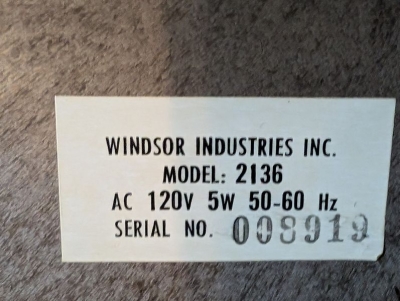 WINDSOR INDUSTRIES INC.
MODEL: 2136
AC 120V 5W 50-60 Hz
SERIAL NO. 008919